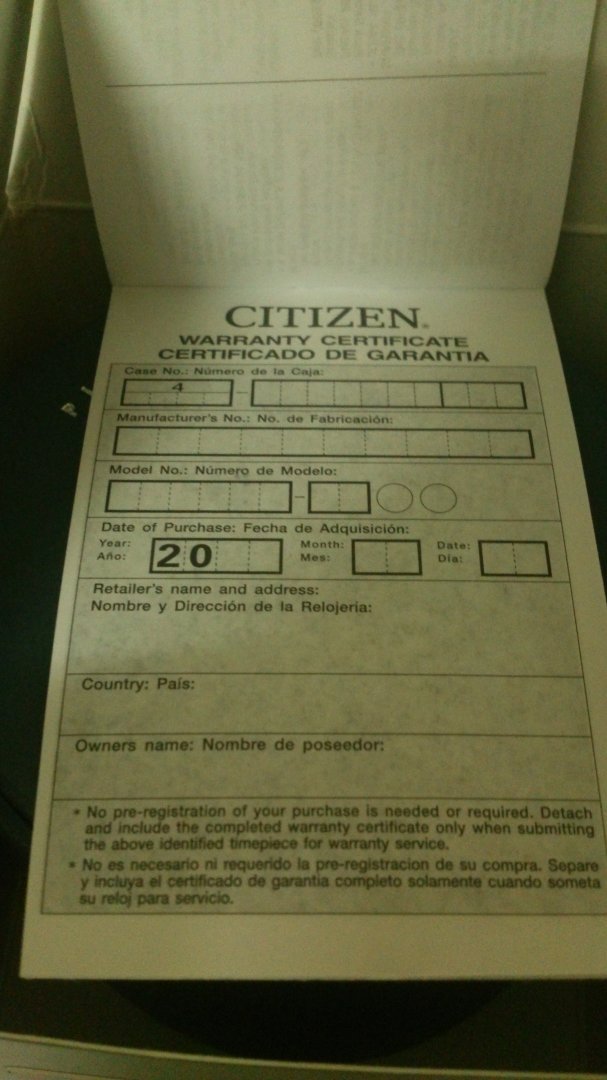 CITIZEN®
WARRANTY CERTIFICATE
CERTIFICADO DE GARANTIA
Case No.: Número de la Caja:
4 –
Manufacturer's No.: No. de Fabricación:
Model No.: Número de Modelo:
–
Date of Purchase: Fecha de Adquisición:
Year: Month: Date:
Año: 20 Mes: Día:
Retailer's name and address:
Nombre y Dirección de la Relojería:
Country: País:
Owners name: Nombre de poseedor:
* No pre-registration of your purchase is needed or required. Detach
and include the completed warranty certificate only when submitting
the above identified timepiece for warranty service.
* No es necesario ni requerido la pre-registracion de su compra. Separe
y incluya el certificado de garantia completo solamente cuando someta
su reloj para servicio.